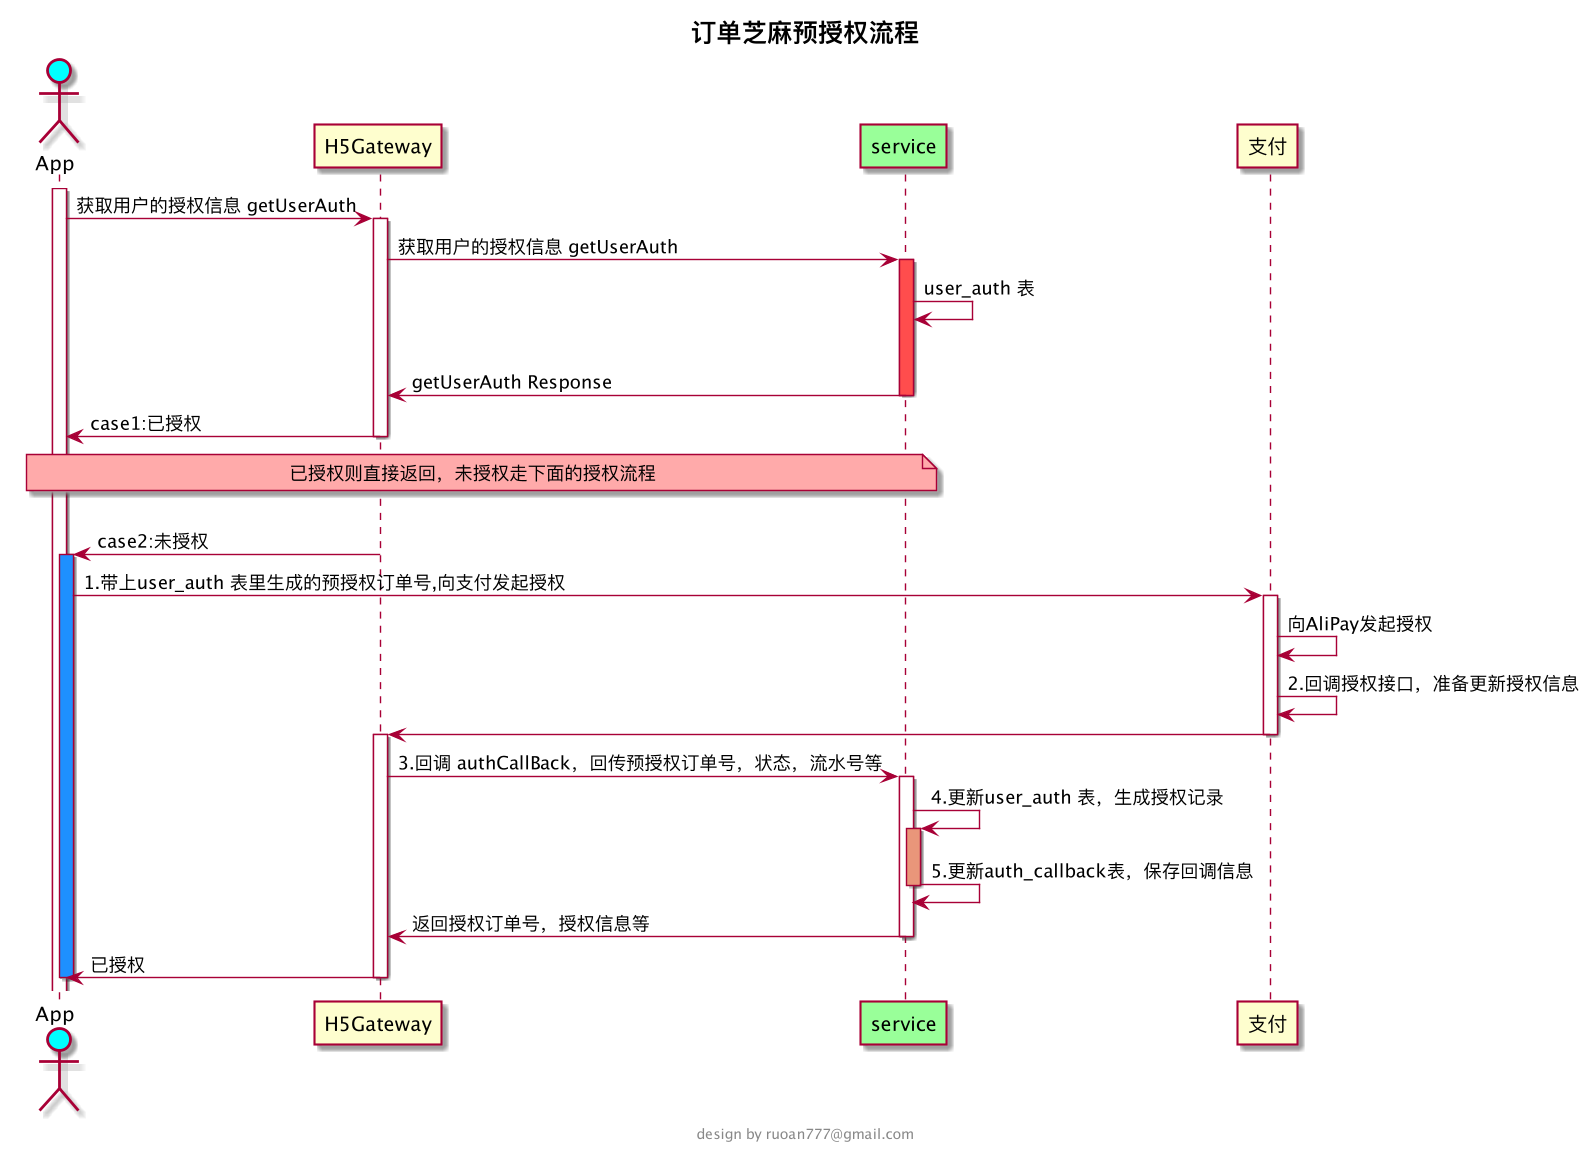 订单芝麻预授权流程
App
H5Gateway
service
支付
获取用户的授权信息 getUserAuth
获取用户的授权信息 getUserAuth
user_auth 表
getUserAuth Response
case1:已授权
已授权则直接返回，未授权走下面的授权流程
case2:未授权
1.带上user_auth 表里生成的预授权订单号,向支付发起授权
向AliPay发起授权
2.回调授权接口，准备更新授权信息
3.回调 authCallBack，回传预授权订单号，状态，流水号等
4.更新user_auth 表，生成授权记录
5.更新auth_callback表，保存回调信息
返回授权订单号，授权信息等
已授权
App
H5Gateway
service
支付
design by ruoan777@gmail.com